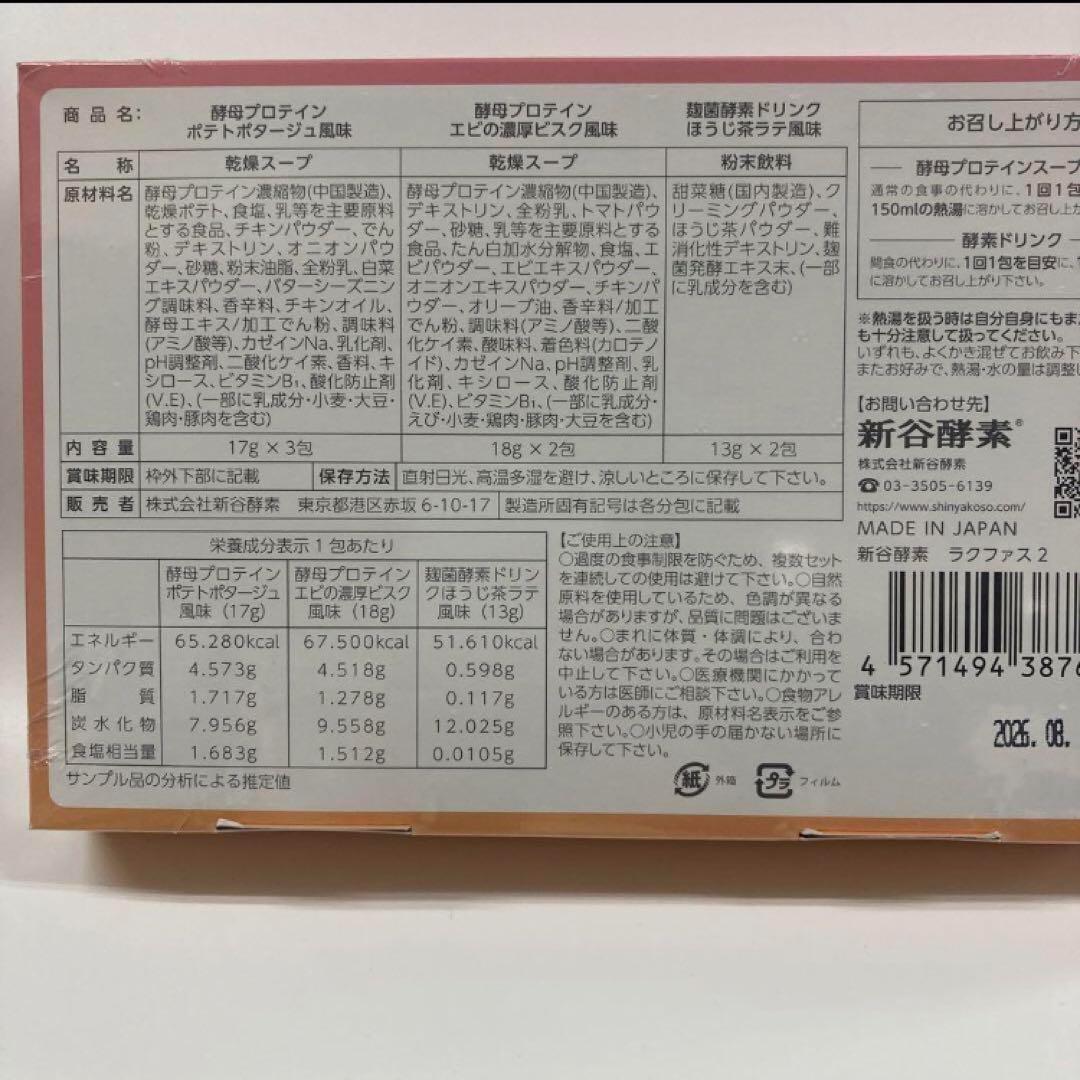 商品名:
酵母プロテイン
ポテトポタージュ風味
酵母プロテイン
エビの濃厚ビスク風味
麹菌酵素ドリンク
ほうじ茶ラテ風味
名称
乾燥スープ
乾燥スープ
粉末飲料
原材料名
酵母プロテイン濃縮物(中国製造)、
乾燥ポテト、食塩、乳等を主要原料
とする食品、チキンパウダー、でん
粉、デキストリン、オニオンパウ
ダー、砂糖、粉末油脂、全粉乳、白菜
エキスパウダー、バターシーズニン
グ調味料、香辛料、チキンオイル、
酵母エキス/加工でん粉、調味料
(アミノ酸等)、カゼインNa、乳化剤、
pH調整剤、二酸化ケイ素、香料、キ
シロース、ビタミンB₁、酸化防止剤
(V.E)、(一部に乳成分・小麦・大豆・
鶏肉・豚肉を含む)
酵母プロテイン濃縮物(中国製造)、
デキストリン、全粉乳、トマトパウ
ダー、砂糖、乳等を主要原料とする
食品、たん白加水分解物、食塩、エ
ビパウダー、エビエキスパウダー、
オニオンエキスパウダー、チキンパ
ウダー、オリーブ油、香辛料/加工
でん粉、調味料(アミノ酸等)、二酸
化ケイ素、酸味料、着色料(カロテノ
イド)、カゼインNa、pH調整剤、乳
化剤、キシロース、酸化防止剤
(V.E)、ビタミンB₁、(一部に乳成分・
えび・小麦・鶏肉・豚肉・大豆を含む)
甜菜糖(国内製造)、ク
リーミングパウダー、
ほうじ茶パウダー、難
消化性デキストリン、麹
菌発酵エキス末、(一部
に乳成分を含む)
内容量
17g × 3包
18g × 2包
13g × 2包
賞味期限
枠外下部に記載
保存方法
直射日光、高温多湿を避け、涼しいところに保存して下さい。
販売者
株式会社新谷酵素 東京都港区赤坂6-10-17
製造所固有記号は各分包に記載
栄養成分表示1包あたり
酵母プロテイン
ポテトポタージュ
風味(17g)
酵母プロテイン
エビの濃厚ビスク
風味(18g)
麹菌酵素ドリン
クほうじ茶ラテ
風味(13g)
エネルギー 65.280kcal 67.500kcal 51.610kcal
タンパク質 4.573g 4.518g 0.598g
脂質 1.717g 1.278g 0.117g
炭水化物 7.956g 9.558g 12.025g
食塩相当量 1.683g 1.512g 0.0105g
サンプル品の分析による推定値
【ご使用上の注意】
○過度の食事制限を防ぐため、複数セット
を連続しての使用は避けて下さい。○自然
原料を使用しているため、色調が異なる
場合がありますが、品質に問題はございま
せん。○まれに体質・体調により、合わ
ない場合があります。その場合はご利用を
中止して下さい。○医療機関にかかって
いる方は医師にご相談下さい。○食物アレ
ルギーのある方は、原材料名表示をご参
照下さい。○小児の手の届かない場所に
保存して下さい。
紙 外箱 プラ フィルム
お召し上がり方
酵母プロテインスープ
通常の食事の代わりに、1回1包
150mlの熱湯に溶かしてお召し上が
酵素ドリンク
間食の代わりに、1回1包を目安に、
に溶かしてお召し上がり下さい。
※熱湯を扱う時は自分自身にもま
も十分注意して扱ってください。
いずれも、よくかき混ぜてお飲み下
またお好みで、熱湯・水の量は調整し
【お問い合わせ先】
新谷酵素®
株式会社新谷酵素
☎03-3505-6139
https://www.shinyakoso.com/
MADE IN JAPAN
新谷酵素 ラクファス2
4 571494 3876
賞味期限
2026.08.